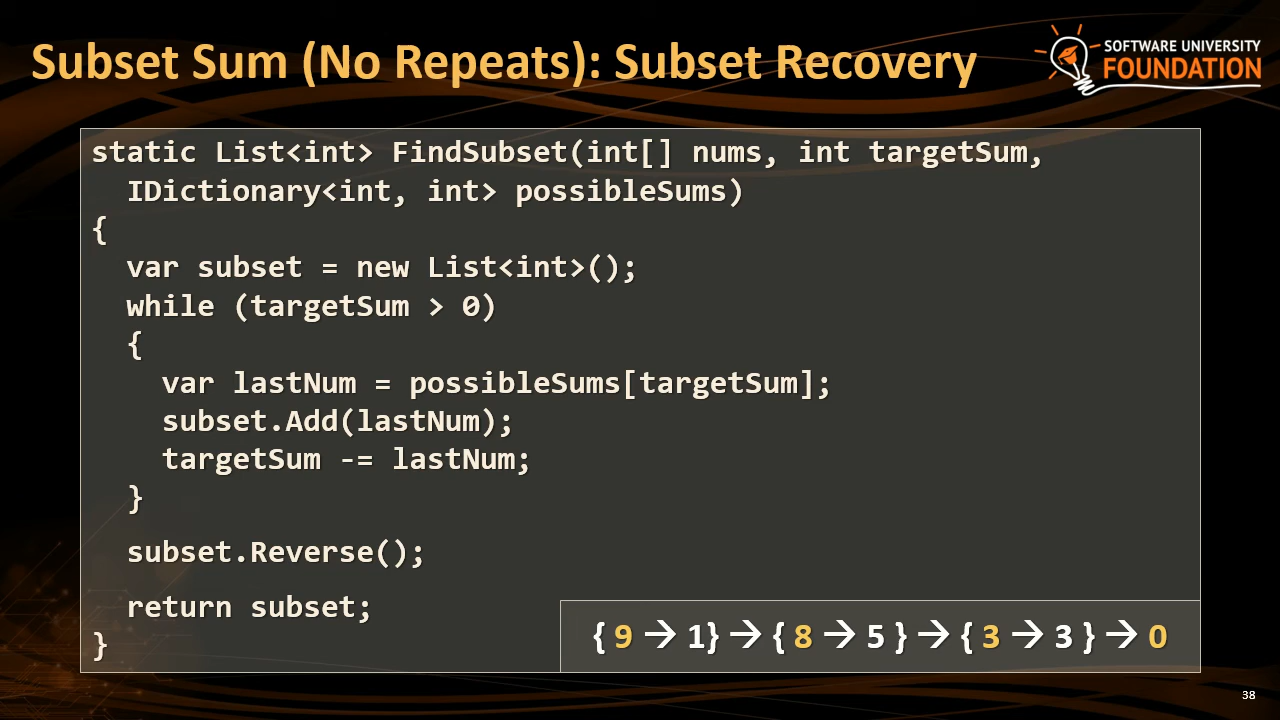 Subset Sum (No Repeats): Subset Recovery
SOFTWARE UNIVERSITY
FOUNDATION
static List<int> FindSubset(int[] nums, int targetSum,
  IDictionary<int, int> possibleSums)
{
  var subset = new List<int>();
  while (targetSum > 0)
  {
    var lastNum = possibleSums[targetSum];
    subset.Add(lastNum);
    targetSum -= lastNum;
  }
  subset.Reverse();
  return subset;
}
{ 9 → 1} → { 8 → 5 } → { 3 → 3 } → 0
38